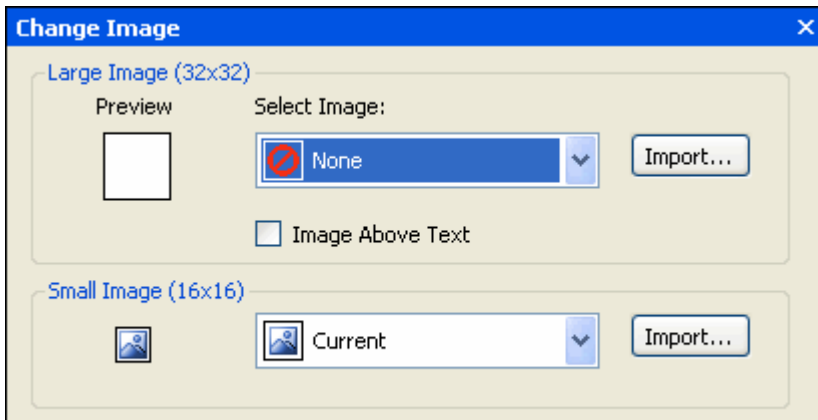 Change Image
Large Image (32x32)
Preview
Select Image:
None
Import...
Image Above Text
Small Image (16x16)
Current
Import...